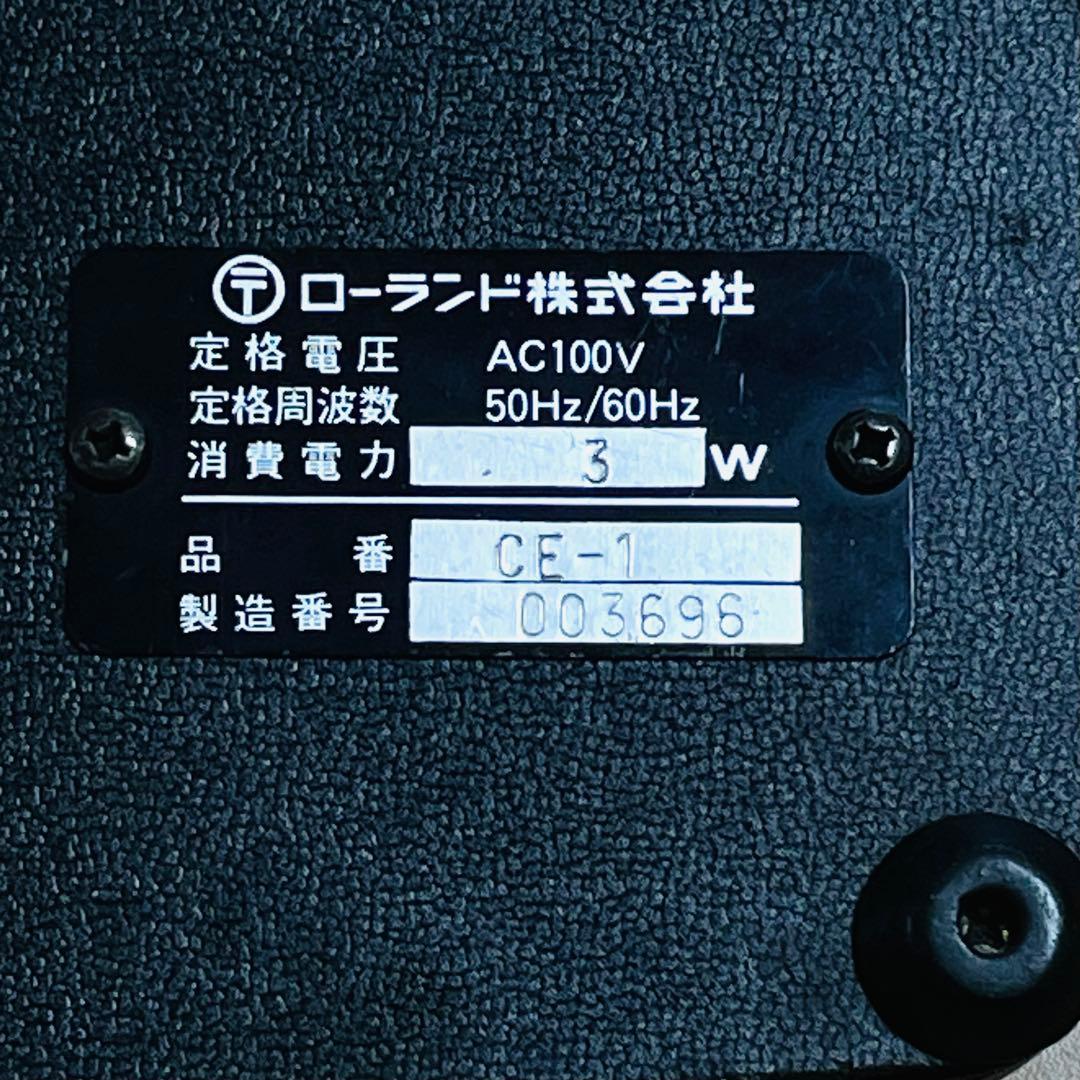 〒 ローランド株式会社
定格電圧 AC100V
定格周波数 50Hz/60Hz
消費電力 3 W
品番 CE-1
製造番号 003696